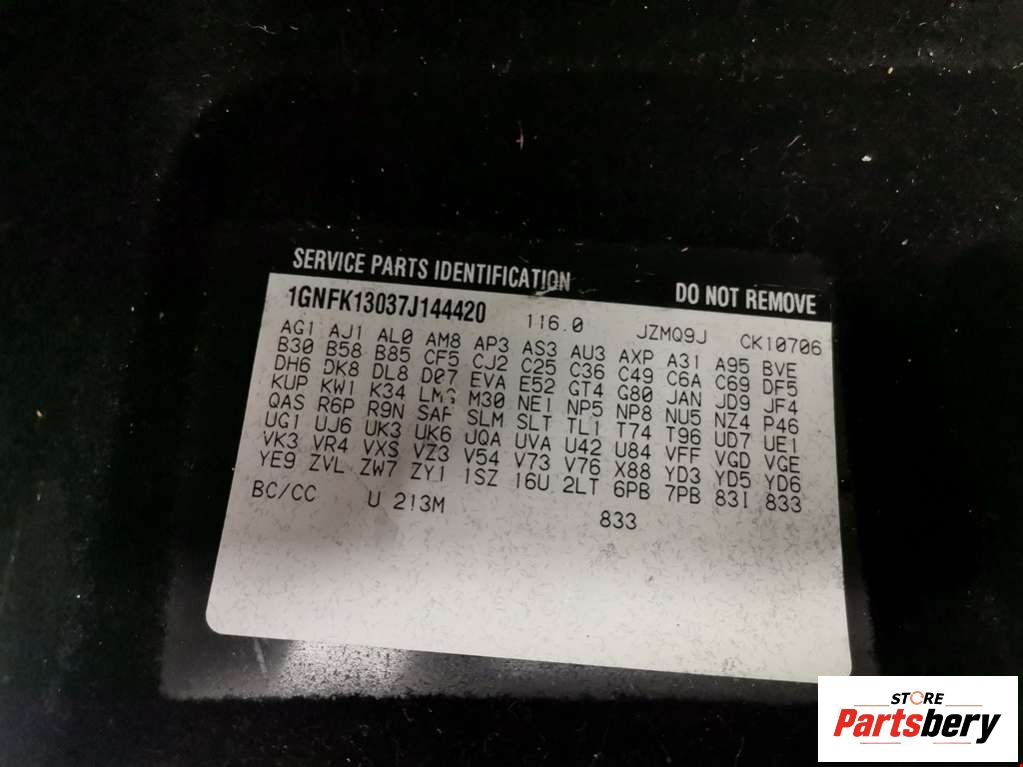 SERVICE PARTS IDENTIFICATION DO NOT REMOVE
1GNFK13037J144420 116.0 JZMQ9J CK10706
AG1 AJ1 AL0 AM8 AP3 AS3 AU3 AXP A31 A95 BVE
B30 B58 B85 CF5 CJ2 C25 C36 C49 C6A C69 DF5
DH6 DK8 DL8 D07 EVA E52 GT4 G80 JAN JD9 JF4
KUP KW1 K34 LMG M30 NE1 NP5 NP8 NU5 NZ4 P46
QAS R6P R9N SAF SLM SLT TL1 T74 T96 UD7 UE1
UG1 UJ6 UK3 UK6 UQA UVA U42 U84 VFF VGD VGE
VK3 VR4 VXS VZ3 V54 V73 V76 X88 YD3 YD5 YD6
YE9 ZVL ZW7 ZY1 1SZ 16U 2LT 6PB 7PB 83I 833
BC/CC U 213M 833
STORE
Partsbery